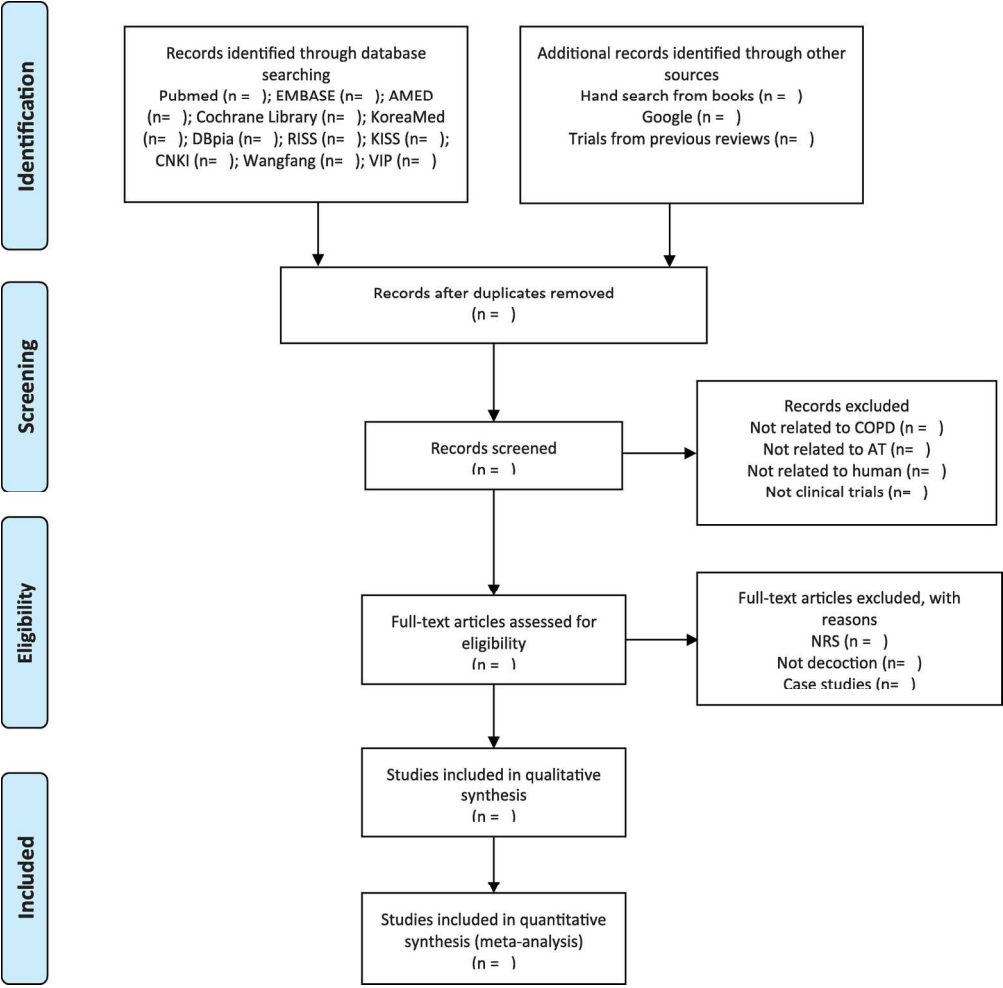 Identification
Records identified through database
searching
Pubmed (n =   ); EMBASE (n=   ); AMED
(n=   ); Cochrane Library (n=   ); KoreaMed
(n=   ); DBpia (n=   ); RISS (n=   ); KISS (n=   );
CNKI (n=   ); Wangfang (n=   ); VIP (n=   )
Additional records identified through other
sources
Hand search from books (n =   )
Google (n =   )
Trials from previous reviews (n=   )
Screening
Records after duplicates removed
(n =   )
Records screened
(n =   )
Records excluded
Not related to COPD (n =   )
Not related to AT (n=   )
Not related to human (n=   )
Not clinical trials (n=   )
Eligibility
Full-text articles assessed for
eligibility
(n =   )
Full-text articles excluded, with
reasons
NRS (n =   )
Not decoction (n=   )
Case studies (n=   )
Included
Studies included in qualitative
synthesis
(n =   )
Studies included in quantitative
synthesis (meta-analysis)
(n =   )